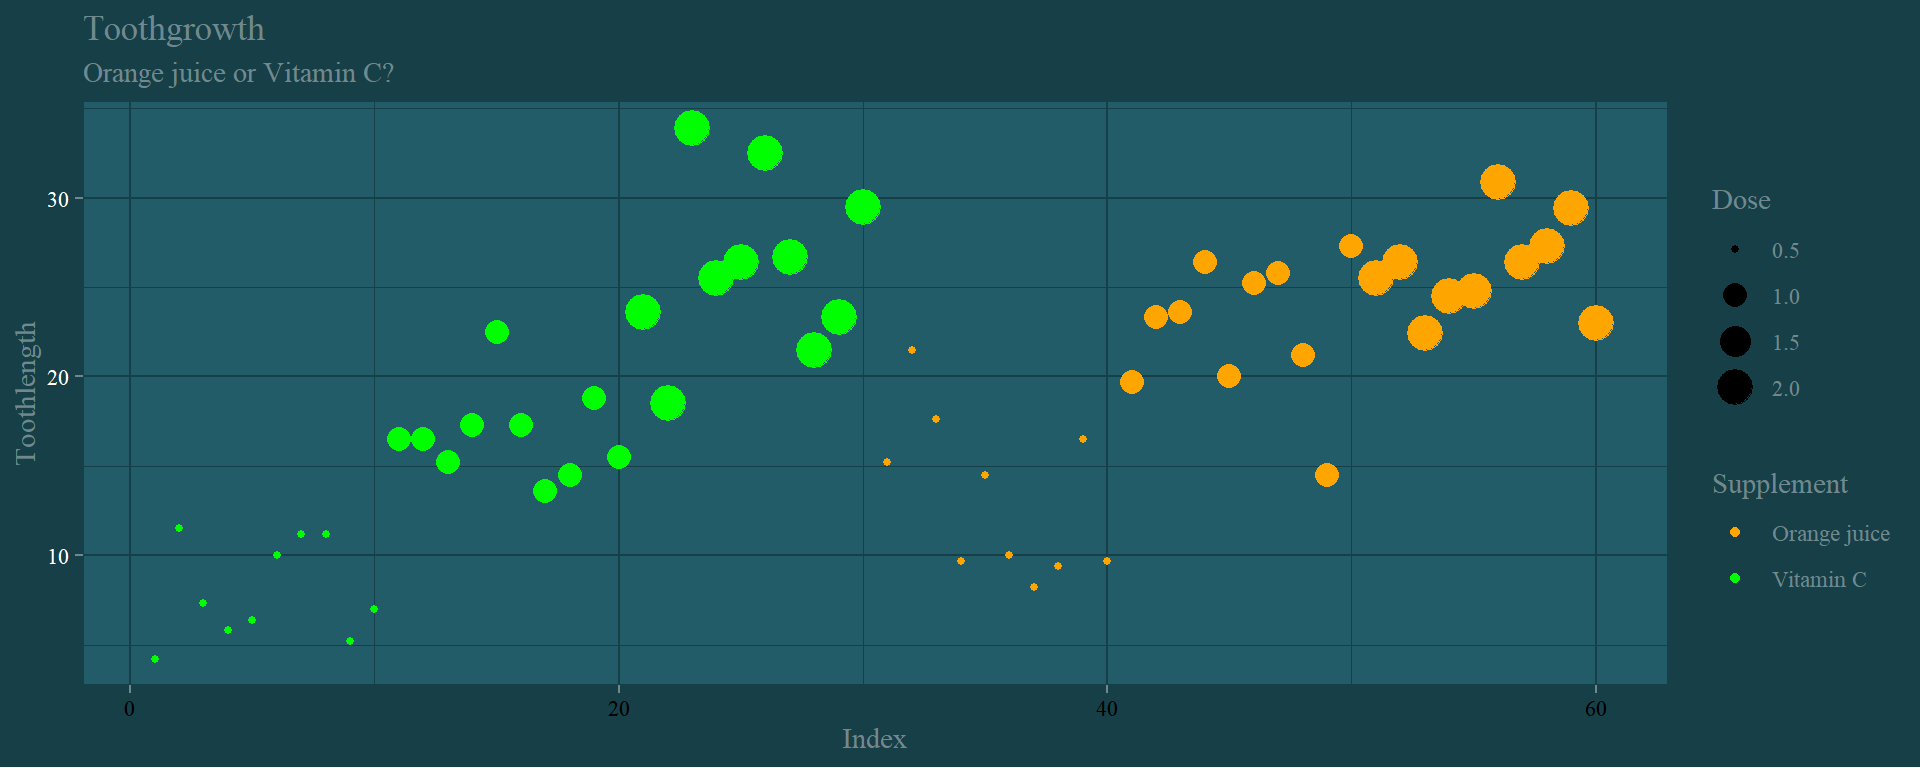 Toothgrowth
Orange juice or Vitamin C?
Toothlength
30
20
10
0
20
40
60
Index
Dose
0.5
1.0
1.5
2.0
Supplement
Orange juice
Vitamin C